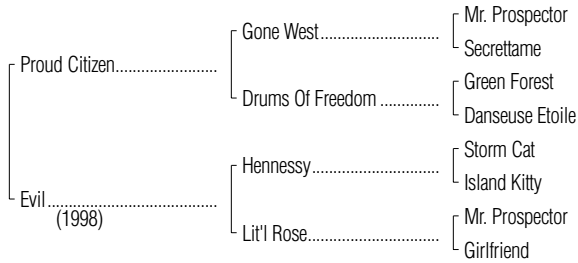 Mr. Prospector
Gone West
Secrettame
Proud Citizen
Green Forest
Drums Of Freedom
Danseuse Etoile
Storm Cat
Hennessy
Island Kitty
Evil
(1998)
Mr. Prospector
Lit'l Rose
Girlfriend